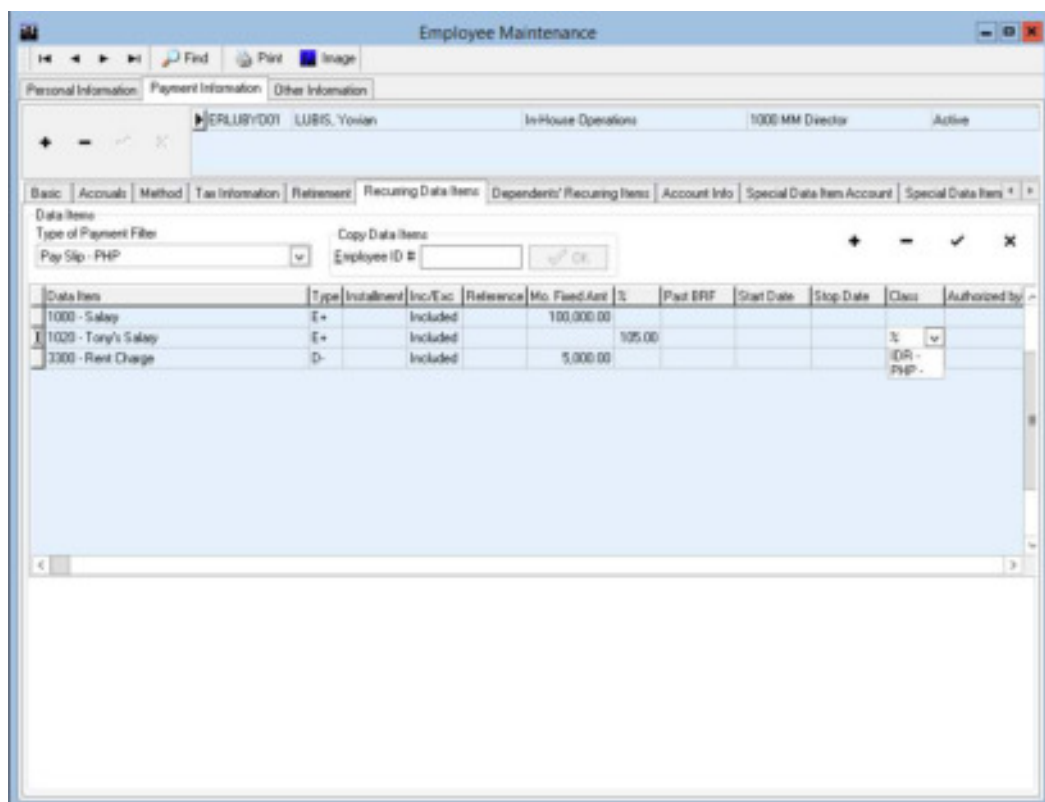 Employee Maintenance
Find Print Image
Personal Information Payment Information Other Information
ERLUBY001 LUBIS, Yovian In-House Operations 1000 MM Director Active
Basic Accruals Method Tax Information Retirement Recurring Data Items Dependents' Recurring Items Account Info Special Data Item Account Special Data Item
Data Items
Type of Payment Filter Copy Data Items
Pay Slip - PHP Employee ID # OK
Data Item Type Installment Inc/Exc Reference Mo. Fixed Amt % Past BRF Start Date Stop Date Class Authorized by
1000 - Salary E+ Included 100,000.00
1020 - Tony's Salary E+ Included 105.00 %
3300 - Rent Charge D- Included 5,000.00 IDR -
PHP -